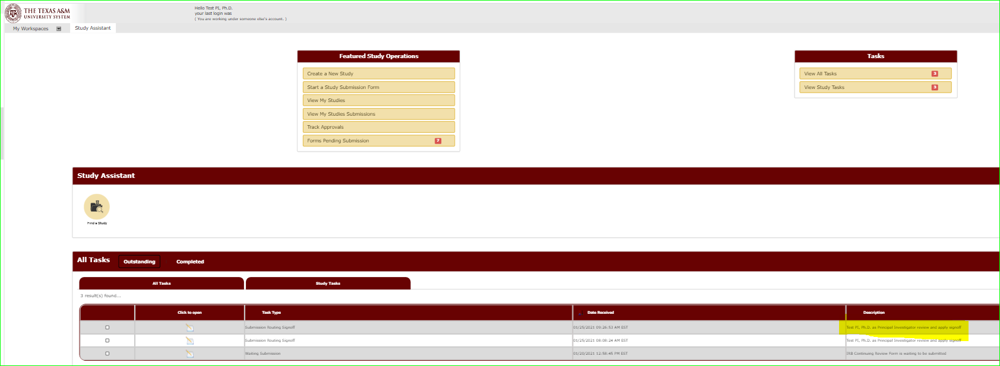 THE TEXAS A&M
UNIVERSITY SYSTEM
Hello Test PI, Ph.D.
your last login was
( You are working under someone else's account. )
My Workspaces
Study Assistant
Featured Study Operations
Create a New Study
Start a Study Submission Form
View My Studies
View My Studies Submissions
Track Approvals
Forms Pending Submission 7
Tasks
View All Tasks 3
View Study Tasks 3
Study Assistant
Find a Study
All Tasks Outstanding Completed
All Tasks Study Tasks
3 result(s) found...
Click to open Task Type Date Received Description
Submission Routing Signoff 01/25/2021 09:26:53 AM EST Test PI, Ph.D. as Principal Investigator review and apply signoff
Submission Routing Signoff 01/25/2021 08:08:24 AM EST Test PI, Ph.D. as Principal Investigator review and apply signoff
Waiting Submission 01/20/2021 12:58:45 PM EST IRB Continuing Review Form is waiting to be submitted